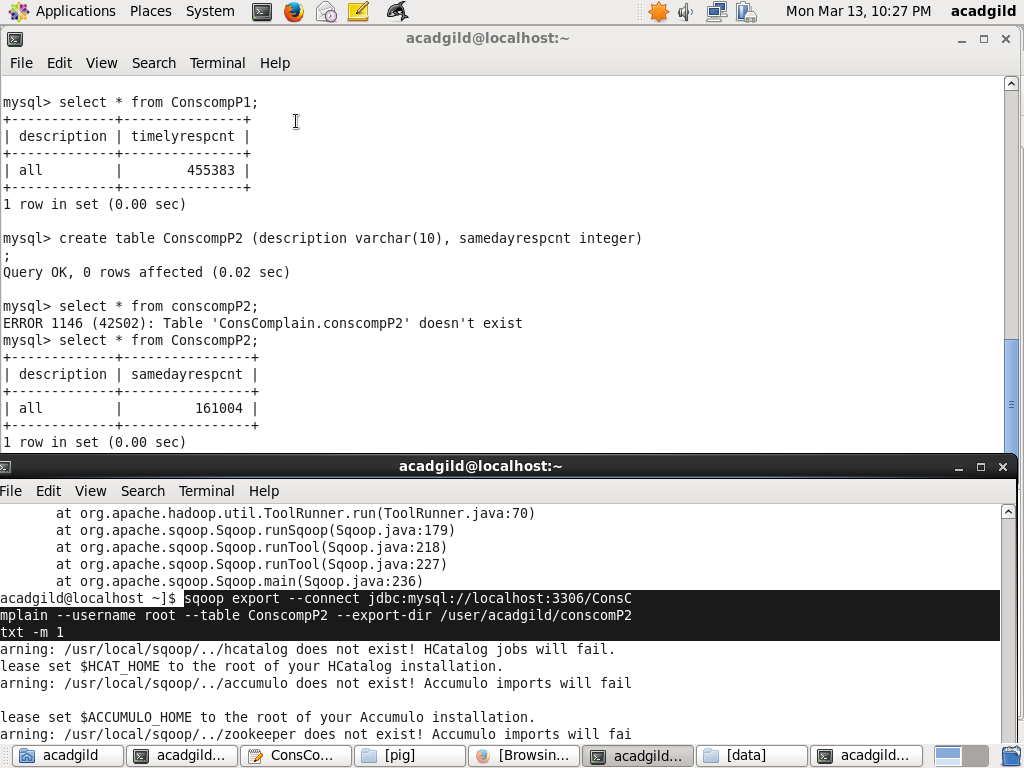 Applications Places System Mon Mar 13, 10:27 PM acadgild
acadgild@localhost:~
File Edit View Search Terminal Help
mysql> select * from ConscompP1;
+-------------+---------------+
| description | timelyrespcnt |
+-------------+---------------+
| all         |        455383 |
+-------------+---------------+
1 row in set (0.00 sec)
mysql> create table ConscompP2 (description varchar(10), samedayrespcnt integer)
;
Query OK, 0 rows affected (0.02 sec)
mysql> select * from conscompP2;
ERROR 1146 (42S02): Table 'ConsComplain.conscompP2' doesn't exist
mysql> select * from ConscompP2;
+-------------+----------------+
| description | samedayrespcnt |
+-------------+----------------+
| all         |         161004 |
+-------------+----------------+
1 row in set (0.00 sec)
acadgild@localhost:~
File Edit View Search Terminal Help
at org.apache.hadoop.util.ToolRunner.run(ToolRunner.java:70)
at org.apache.sqoop.Sqoop.runSqoop(Sqoop.java:179)
at org.apache.sqoop.Sqoop.runTool(Sqoop.java:218)
at org.apache.sqoop.Sqoop.runTool(Sqoop.java:227)
at org.apache.sqoop.Sqoop.main(Sqoop.java:236)
acadgild@localhost ~]$ sqoop export --connect jdbc:mysql://localhost:3306/ConsC
mplain --username root --table ConscompP2 --export-dir /user/acadgild/conscomP2
txt -m 1
arning: /usr/local/sqoop/../hcatalog does not exist! HCatalog jobs will fail.
lease set $HCAT_HOME to the root of your HCatalog installation.
arning: /usr/local/sqoop/../accumulo does not exist! Accumulo imports will fail
lease set $ACCUMULO_HOME to the root of your Accumulo installation.
arning: /usr/local/sqoop/../zookeeper does not exist! Accumulo imports will fai
acadgild acadgild... ConsCo... [pig] [Browsin... acadgild... [data] acadgild...